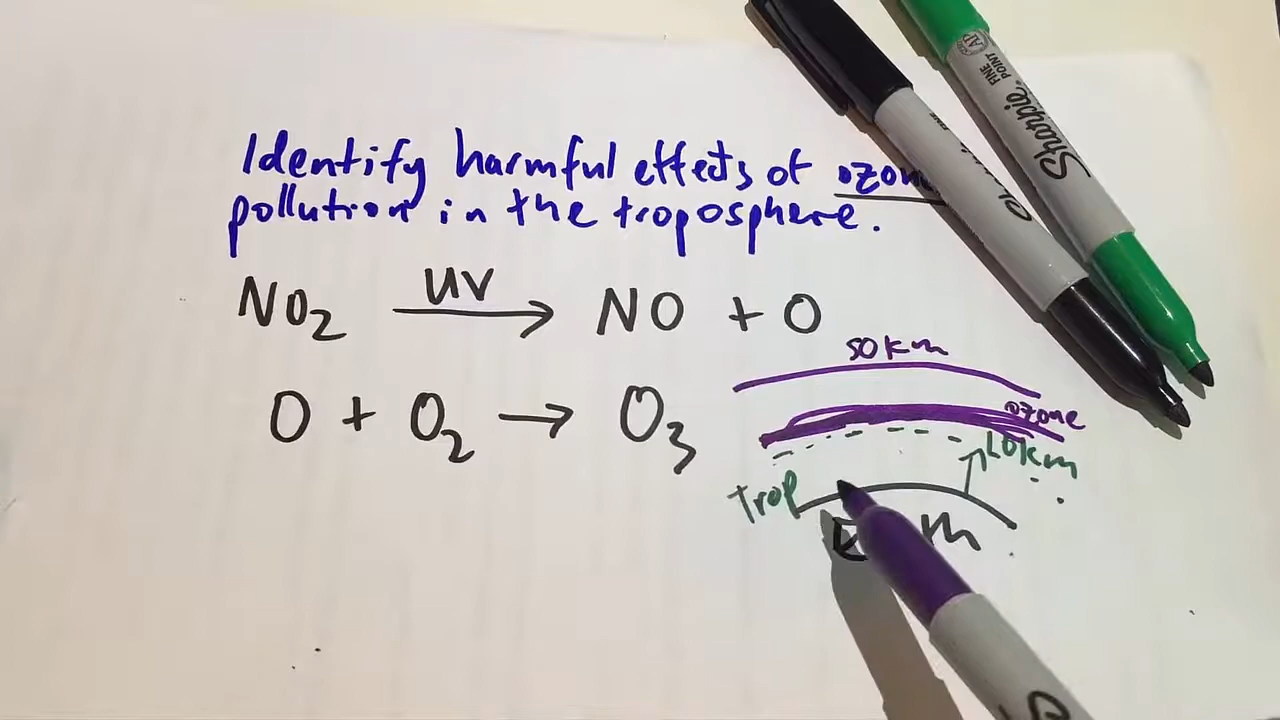 Identify harmful effects of ozone
pollution in the troposphere.
NO₂ UV → NO + O
50km
O + O₂ → O₃
ozone
10km
Trop
Sharpie
FINE
POINT